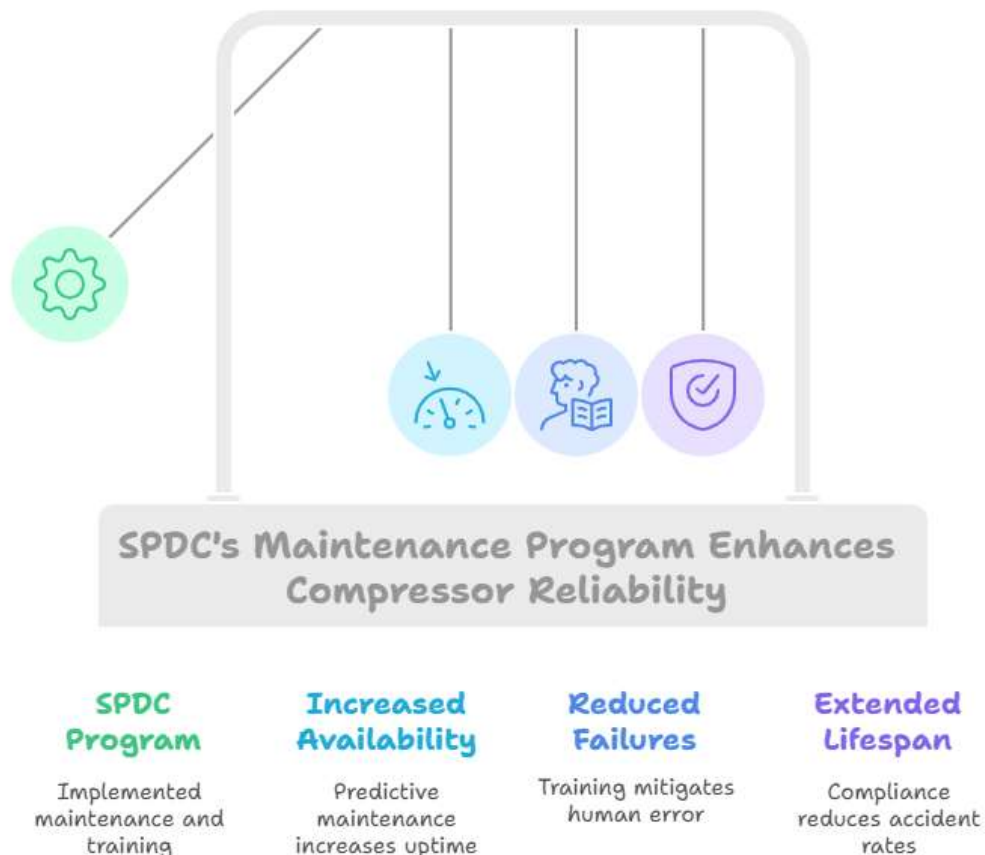 SPDC's Maintenance Program Enhances
Compressor Reliability
SPDC
Program
Implemented
maintenance and
training
Increased
Availability
Predictive
maintenance
increases uptime
Reduced
Failures
Training mitigates
human error
Extended
Lifespan
Compliance
reduces accident
rates